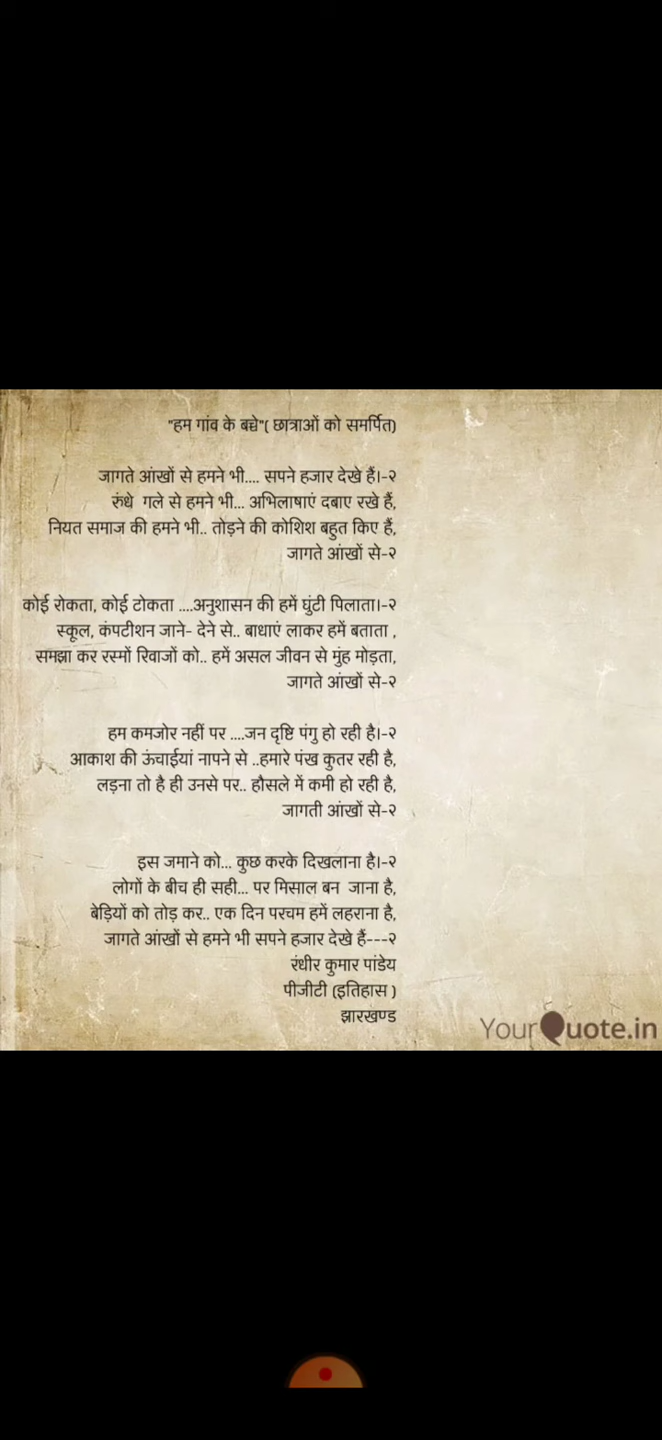 "हम गांव के बच्चे"( छात्राओं को समर्पित)
जागते आंखों से हमने भी.... सपने हजार देखे हैं।-२
रुंधे गले से हमने भी... अभिलाषाएं दबाए रखे हैं,
नियत समाज की हमने भी.. तोड़ने की कोशिश बहुत किए हैं,
जागते आंखों से-२
कोई रोकता, कोई टोकता ....अनुशासन की हमें घुंटी पिलाता।-२
स्कूल, कंपटीशन जाने- देने से.. बाधाएं लाकर हमें बताता ,
समझा कर रस्मों रिवाजों को.. हमें असल जीवन से मुंह मोड़ता,
जागते आंखों से-२
हम कमजोर नहीं पर ....जन दृष्टि पंगु हो रही है।-२
आकाश की ऊंचाईयां नापने से ..हमारे पंख कुतर रही है,
लड़ना तो है ही उनसे पर.. हौसले में कमी हो रही है,
जागती आंखों से-२
इस जमाने को... कुछ करके दिखलाना है।-२
लोगों के बीच ही सही... पर मिसाल बन जाना है,
बेड़ियों को तोड़ कर.. एक दिन परचम हमें लहराना है,
जागते आंखों से हमने भी सपने हजार देखे हैं---२
रंधीर कुमार पांडेय
पीजीटी (इतिहास )
झारखण्ड
YourQuote.in